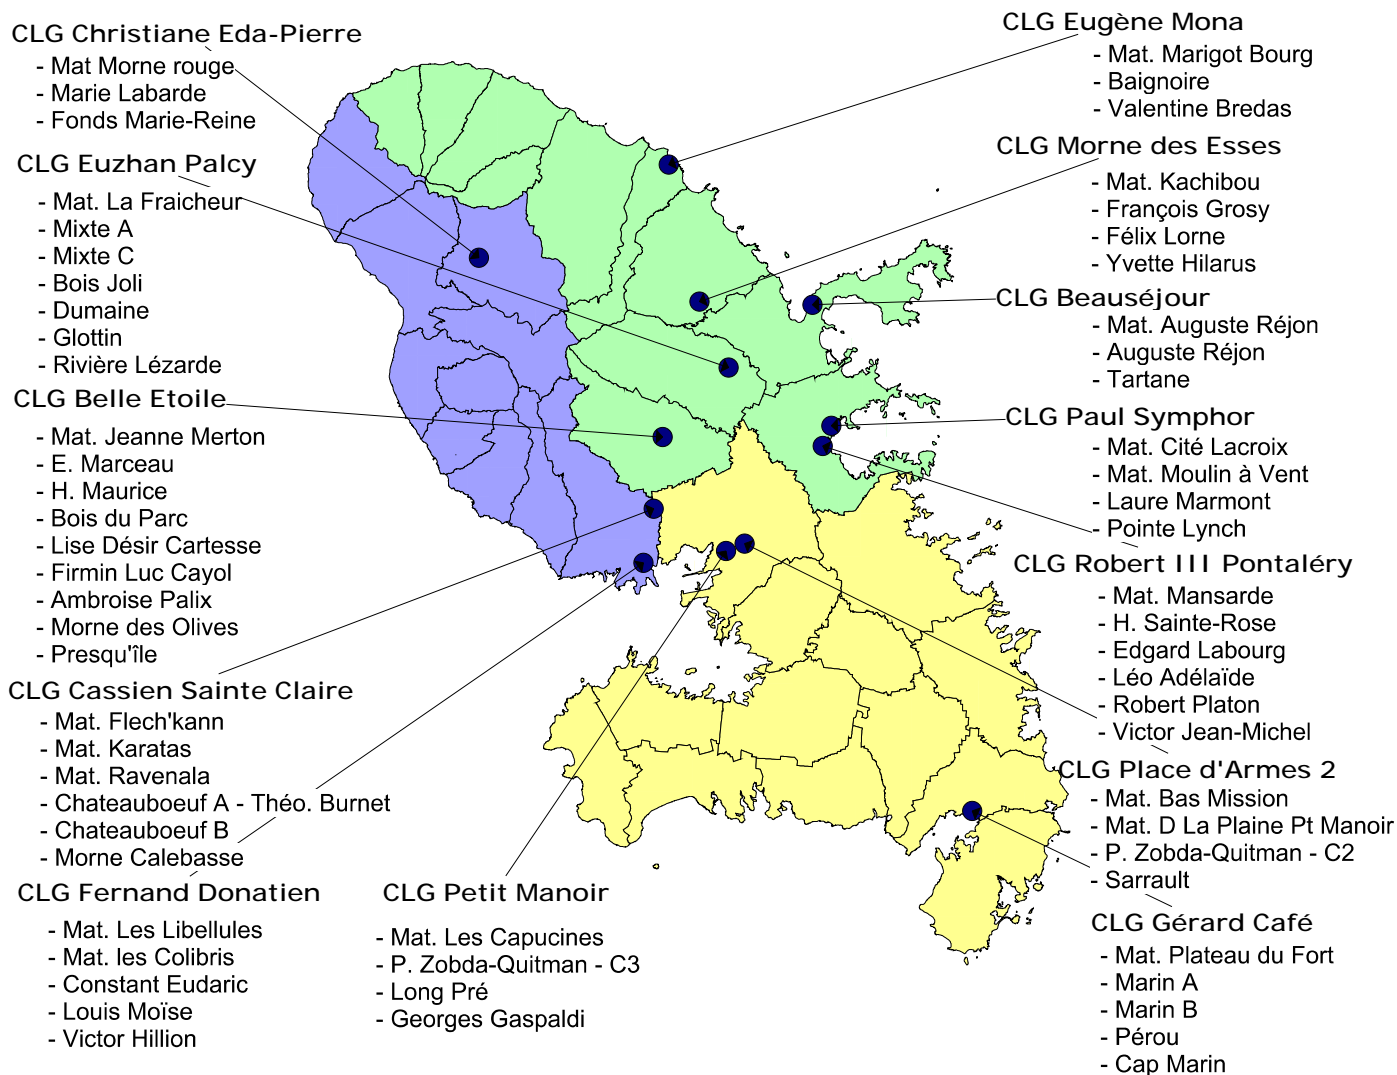 CLG Christiane Eda-Pierre
- Mat Morne rouge
- Marie Labarde
- Fonds Marie-Reine
CLG Euzhan Palcy
- Mat. La Fraicheur
- Mixte A
- Mixte C
- Bois Joli
- Dumaine
- Glottin
- Rivière Lézarde
CLG Belle Etoile
- Mat. Jeanne Merton
- E. Marceau
- H. Maurice
- Bois du Parc
- Lise Désir Cartesse
- Firmin Luc Cayol
- Ambroise Palix
- Morne des Olives
- Presqu'île
CLG Cassien Sainte Claire
- Mat. Flech'kann
- Mat. Karatas
- Mat. Ravenala
- Chateauboeuf A - Théo. Burnet
- Chateauboeuf B
- Morne Calebasse
CLG Fernand Donatien
- Mat. Les Libellules
- Mat. les Colibris
- Constant Eudaric
- Louis Moïse
- Victor Hillion
CLG Petit Manoir
- Mat. Les Capucines
- P. Zobda-Quitman - C3
- Long Pré
- Georges Gaspaldi
CLG Eugène Mona
- Mat. Marigot Bourg
- Baignoire
- Valentine Bredas
CLG Morne des Esses
- Mat. Kachibou
- François Grosy
- Félix Lorne
- Yvette Hilarus
CLG Beauséjour
- Mat. Auguste Réjon
- Auguste Réjon
- Tartane
CLG Paul Symphor
- Mat. Cité Lacroix
- Mat. Moulin à Vent
- Laure Marmont
- Pointe Lynch
CLG Robert III Pontaléry
- Mat. Mansarde
- H. Sainte-Rose
- Edgard Labourg
- Léo Adélaïde
- Robert Platon
- Victor Jean-Michel
CLG Place d'Armes 2
- Mat. Bas Mission
- Mat. D La Plaine Pt Manoir
- P. Zobda-Quitman - C2
- Sarrault
CLG Gérard Café
- Mat. Plateau du Fort
- Marin A
- Marin B
- Pérou
- Cap Marin